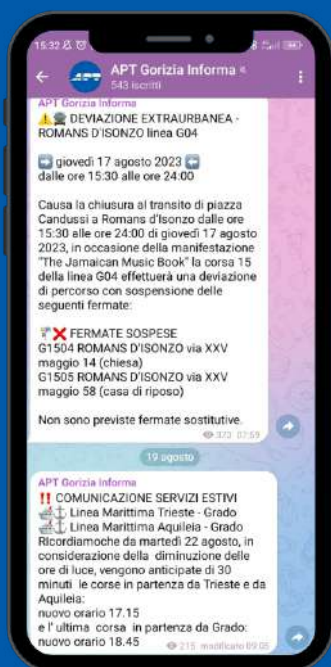 15:32
APT
APT Gorizia Informa
543 iscritti
APT Gorizia Informa
DEVIAZIONE EXTRAURBANA -
ROMANS D'ISONZO linea G04
giovedì 17 agosto 2023
dalle ore 15:30 alle ore 24:00
Causa la chiusura al transito di piazza
Candussi a Romans d'Isonzo dalle ore
15:30 alle ore 24:00 di giovedì 17 agosto
2023, in occasione della manifestazione
"The Jamaican Music Book" la corsa 15
della linea G04 effettuerà una deviazione
di percorso con sospensione delle
seguenti fermate:
FERMATE SOSPESE
G1504 ROMANS D'ISONZO via XXV
maggio 14 (chiesa)
G1505 ROMANS D'ISONZO via XXV
maggio 58 (casa di riposo)
Non sono previste fermate sostitutive.
373 07:59
19 agosto
APT Gorizia Informa
!! COMUNICAZIONE SERVIZI ESTIVI
Linea Marittima Trieste - Grado
Linea Marittima Aquileia - Grado
Ricordiamoche da martedì 22 agosto, in
considerazione della diminuzione delle
ore di luce, vengono anticipate di 30
minuti le corse in partenza da Trieste e da
Aquileia:
nuovo orario 17.15
e l' ultima corsa in partenza da Grado:
nuovo orario 18.45
215 modificato 09:05